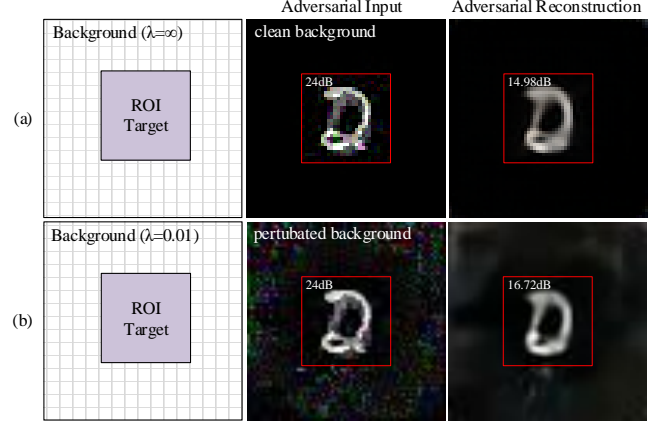 Adversarial Input Adversarial Reconstruction
(a)
Background (λ=∞)
ROI
Target
clean background
24dB
14.98dB
(b)
Background (λ=0.01)
ROI
Target
pertubated background
24dB
16.72dB